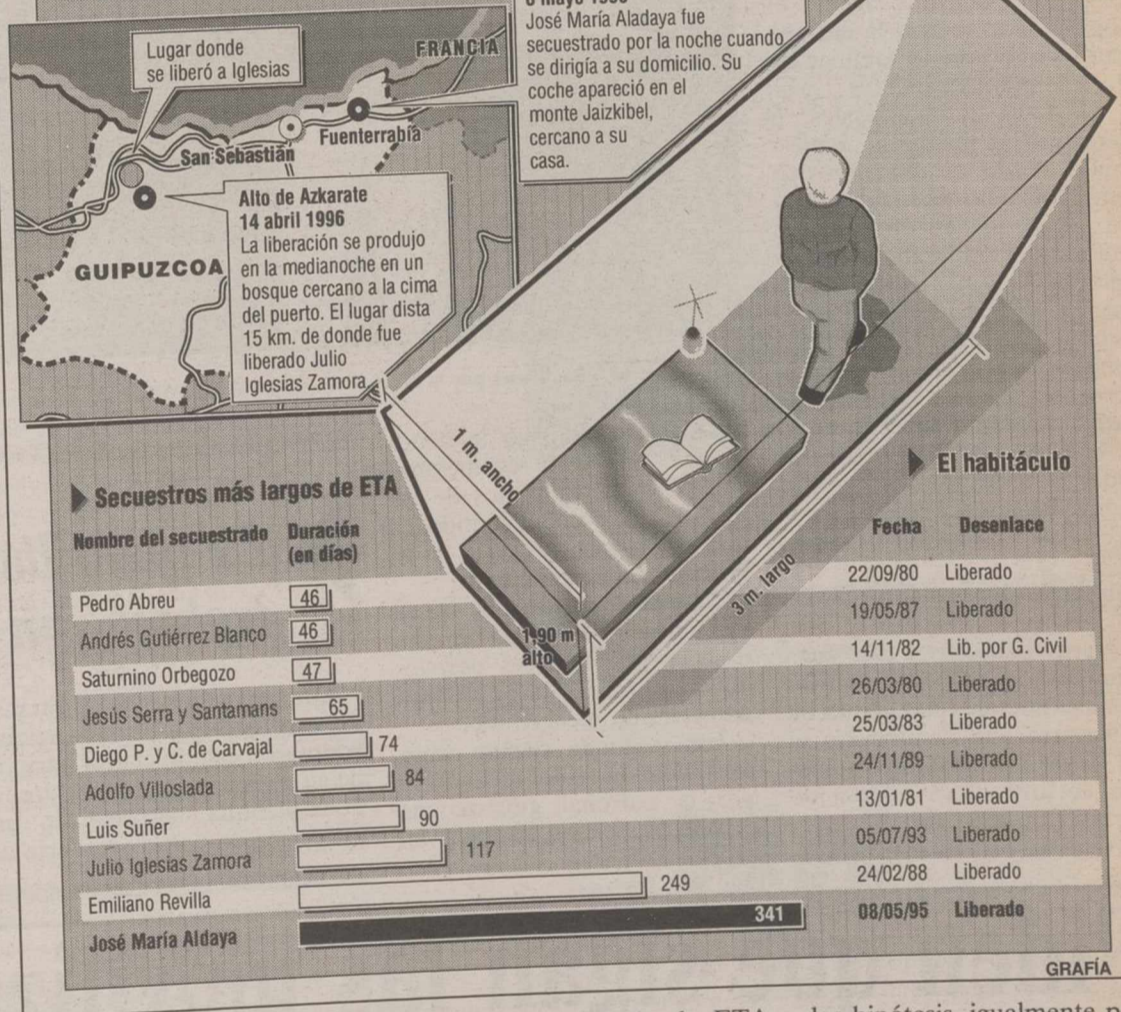 Lugar donde
se liberó a Iglesias
FRANCIA
Fuenterrabía
San Sebastián
GUIPUZCOA
José María Aladaya fue
secuestrado por la noche cuando
se dirigía a su domicilio. Su
coche apareció en el
monte Jaizkibel,
cercano a su
casa.
Alto de Azkarate
14 abril 1996
La liberación se produjo
en la medianoche en un
bosque cercano a la cima
del puerto. El lugar dista
15 km. de donde fue
liberado Julio
Iglesias Zamora
1 m. ancho
3 m. largo
1,90 m
alto
El habitáculo
Secuestros más largos de ETA
Nombre del secuestrado Duración (en días) Fecha Desenlace
Pedro Abreu 46 22/09/80 Liberado
Andrés Gutiérrez Blanco 46 19/05/87 Liberado
Saturnino Orbegozo 47 14/11/82 Lib. por G. Civil
Jesús Serra y Santamans 65 26/03/80 Liberado
Diego P. y C. de Carvajal 74 25/03/83 Liberado
Adolfo Villoslada 84 24/11/89 Liberado
Luis Suñer 90 13/01/81 Liberado
Julio Iglesias Zamora 117 05/07/93 Liberado
Emiliano Revilla 249 24/02/88 Liberado
José María Aldaya 341 08/05/95 Liberado
GRAFÍA
ETA hipótesis igualmente